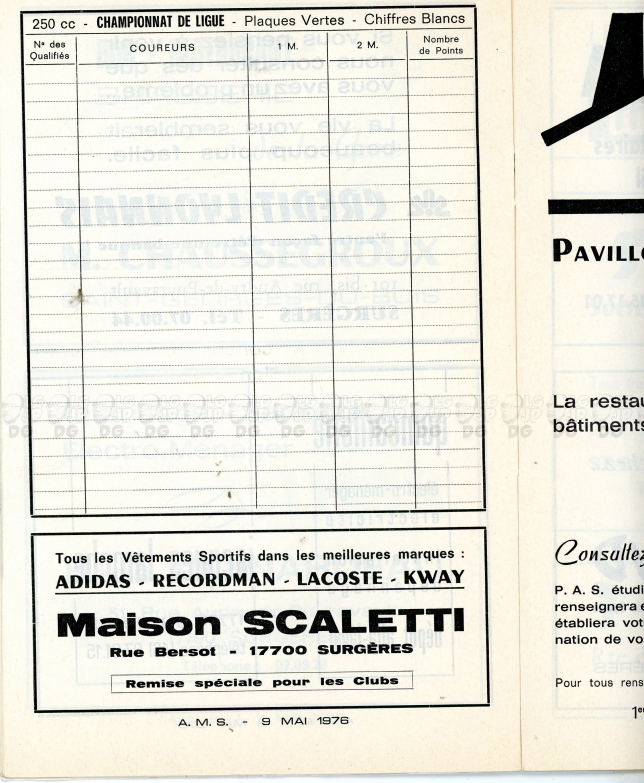 250 cc - CHAMPIONNAT DE LIGUE - Plaques Vertes - Chiffres Blancs
N° des Qualifiés
COUREURS
1 M.
2 M.
Nombre de Points
Tous les Vêtements Sportifs dans les meilleures marques :
ADIDAS - RECORDMAN - LACOSTE - KWAY
Maison SCALETTI
Rue Bersot - 17700 SURGÈRES
Remise spéciale pour les Clubs
A. M. S. - 9 MAI 1976
PAVILL
La resta
bâtiments
Consultez
P. A. S. étudi
renseignera
établiera vot
nation de vo
Pour tous rens
1er